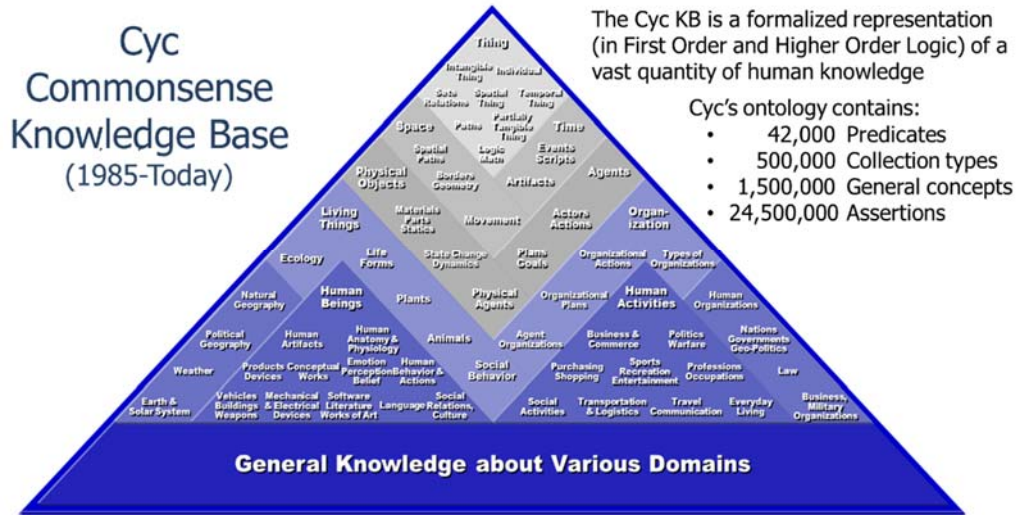 Cyc
Commonsense
Knowledge Base
(1985-Today)
The Cyc KB is a formalized representation
(in First Order and Higher Order Logic) of a
vast quantity of human knowledge
Cyc's ontology contains:
• 42,000 Predicates
• 500,000 Collection types
• 1,500,000 General concepts
• 24,500,000 Assertions
Thing
Intangible
Thing
Individual
Sets
Relations
Spatial
Thing
Temporal
Thing
Space
Paths
Partially
Tangible
Thing
Time
Spatial
Paths
Logic
Math
Events
Scripts
Physical
Objects
Borders
Geometry
Artifacts
Agents
Living
Things
Materials
Parts
Statics
Movement
Actors
Actions
Organ-
ization
Ecology
Life
Forms
State Change
Dynamics
Plans
Goals
Organizational
Actions
Types of
Organizations
Natural
Geography
Human
Beings
Plants
Physical
Agents
Organizational
Plans
Human
Activities
Human
Organizations
Political
Geography
Human
Artifacts
Human
Anatomy &
Physiology
Animals
Agent
Organizations
Business &
Commerce
Politics
Warfare
Nations
Governments
Geo-Politics
Weather
Products
Devices
Conceptual
Works
Emotion
Perception
Belief
Human
Behavior &
Actions
Social
Behavior
Purchasing
Shopping
Sports
Recreation
Entertainment
Professions
Occupations
Law
Earth &
Solar System
Vehicles
Buildings
Weapons
Mechanical
& Electrical
Devices
Software
Literature
Works of Art
Language
Social
Relations,
Culture
Social
Activities
Transportation
& Logistics
Travel
Communication
Everyday
Living
Business,
Military
Organizations
General Knowledge about Various Domains